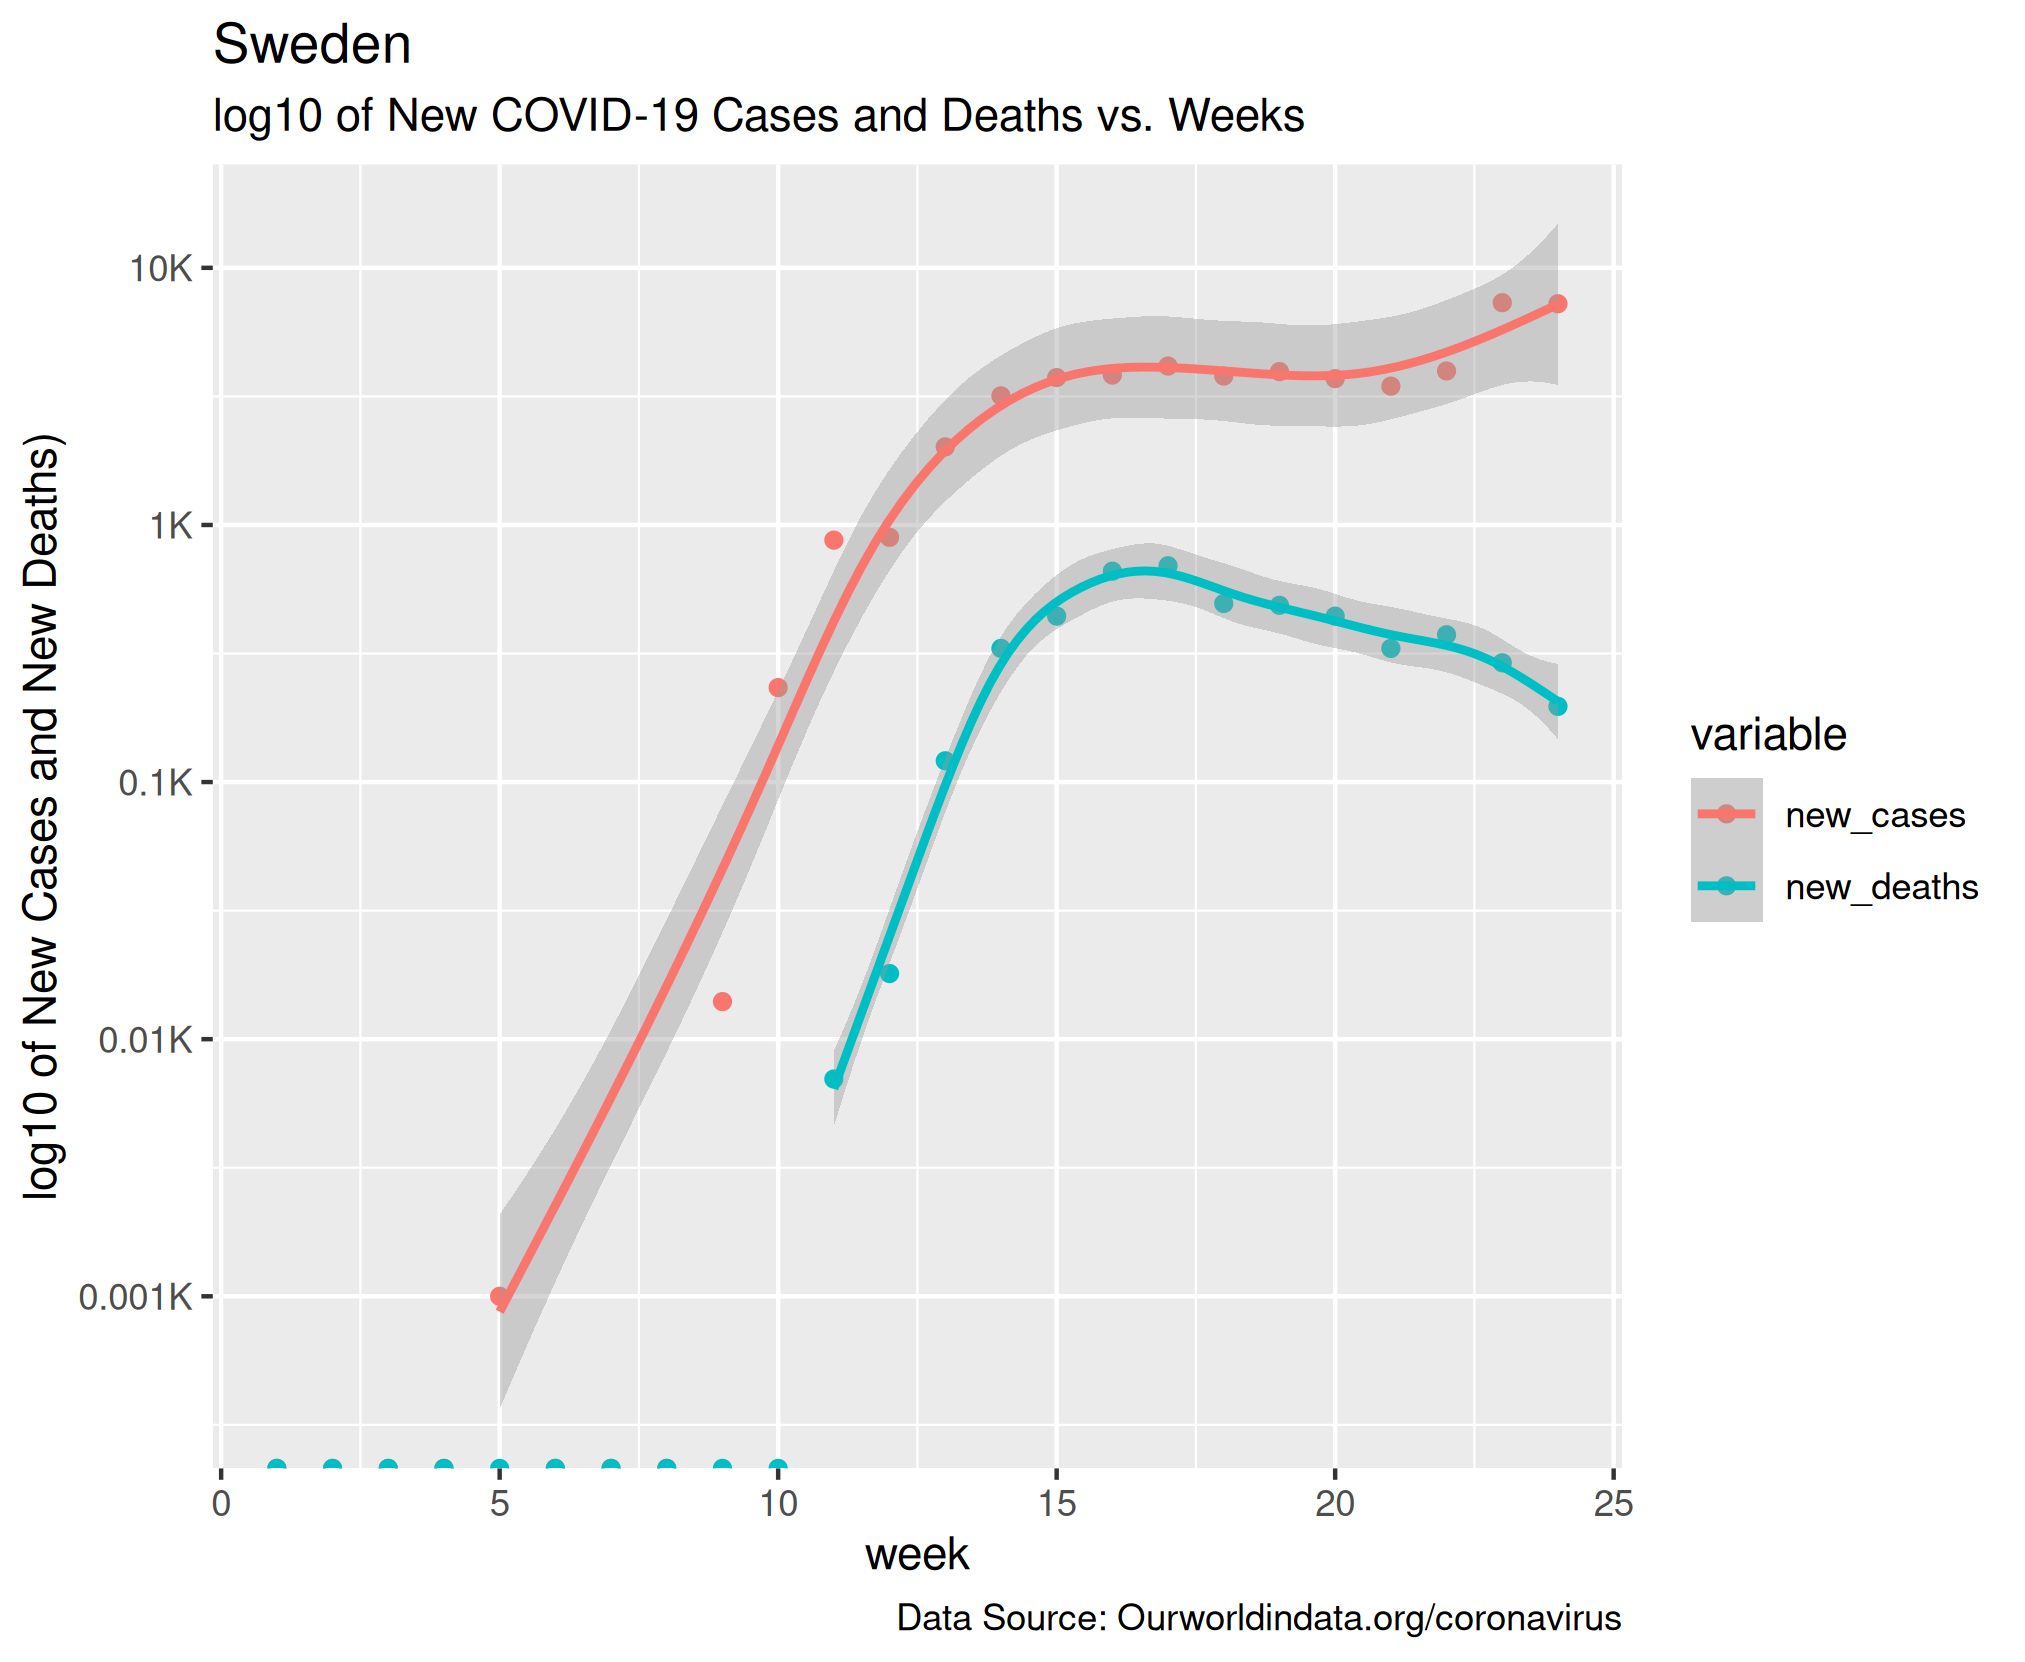 Sweden
log10 of New COVID-19 Cases and Deaths vs. Weeks
log10 of New Cases and New Deaths)
10K
1K
0.1K
0.01K
0.001K
0 5 10 15 20 25
week
variable
new_cases
new_deaths
Data Source: Ourworldindata.org/coronavirus